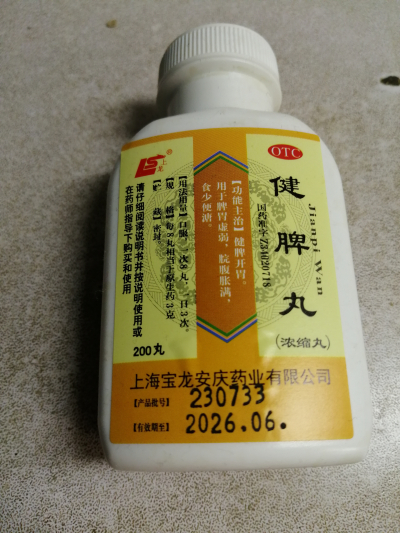 上龙
®
OTC
健脾丸
Jianpi Wan
国药准字Z34020718
(浓缩丸)
【功能主治】健脾开胃。
用于脾胃虚弱,脘腹胀满,
食少便溏。
【用法用量】口服,一次8丸,一日3次。
【规 格】每8丸相当于原生药3克
【贮 藏】密封。
请仔细阅读说明书并按说明使用或
在药师指导下购买和使用
200丸
上海宝龙安庆药业有限公司
【产品批号】230733
【有效期至】2026.06.